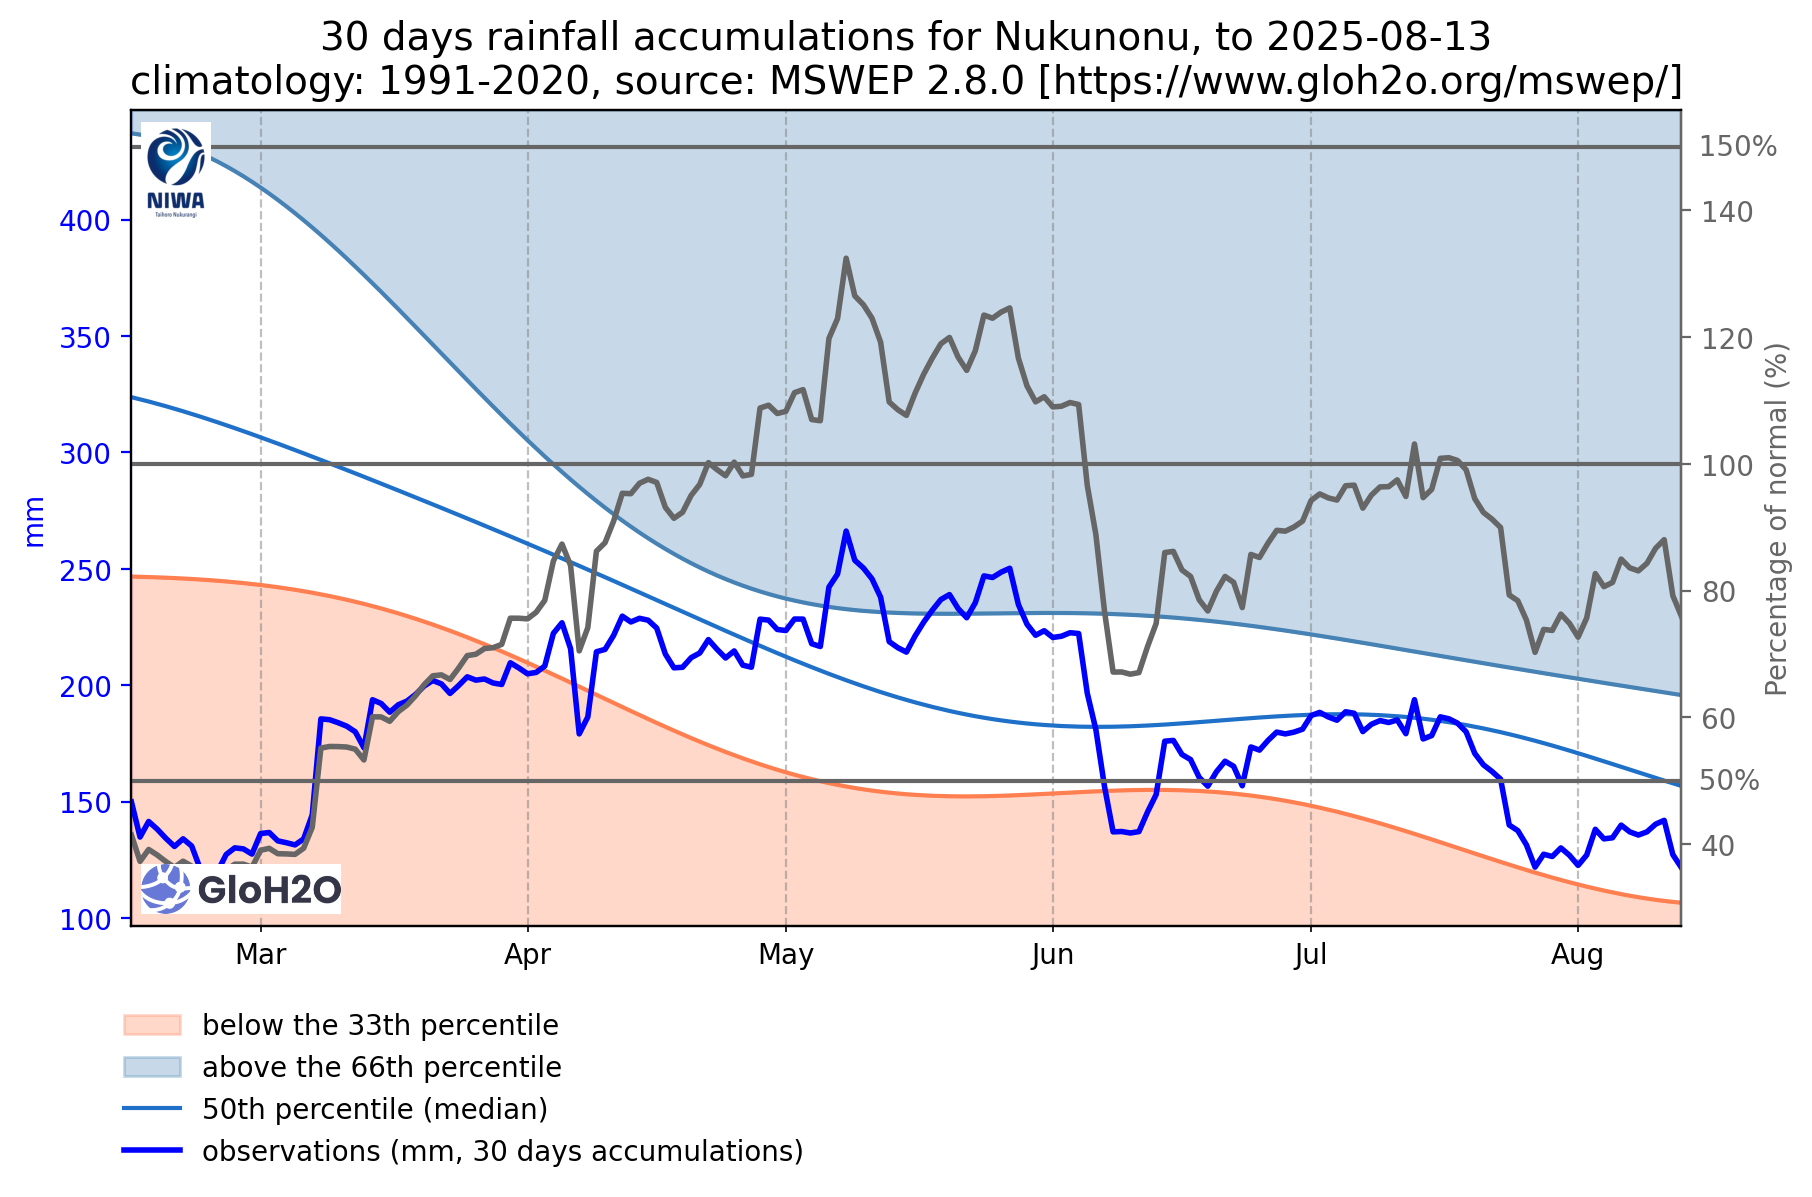 30 days rainfall accumulations for Nukunonu, to 2025-08-13
climatology: 1991-2020, source: MSWEP 2.8.0 [https://www.gloh2o.org/mswep/]
NIWA
Taihoro Nukurangi
400
350
300
250
200
150
100
mm
150%
140
120
100
80
60
50%
40
Percentage of normal (%)
GloH2O
Mar Apr May Jun Jul Aug
below the 33th percentile
above the 66th percentile
50th percentile (median)
observations (mm, 30 days accumulations)